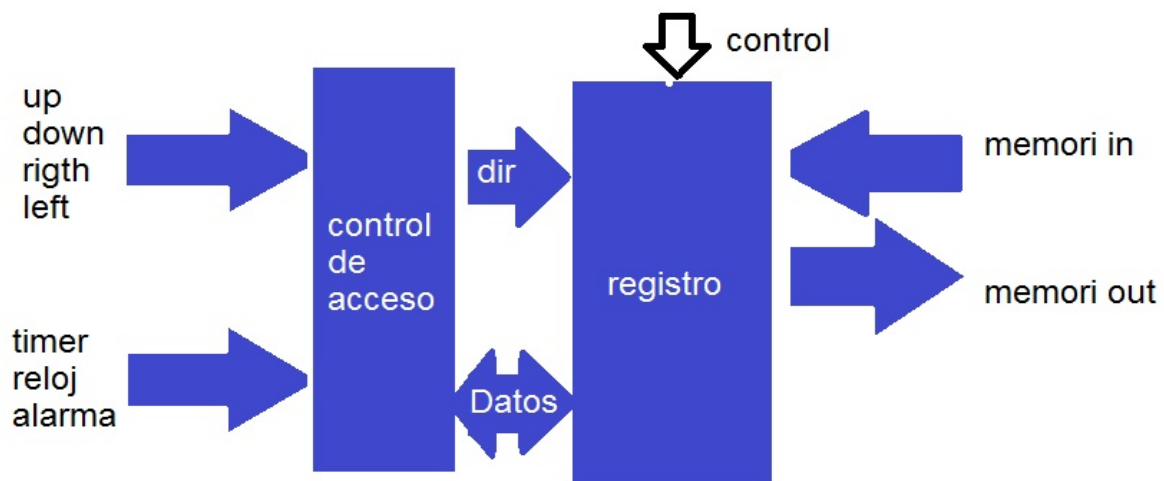 control
up
down
rigth
left
dir
memori in
control
de
acceso
registro
memori out
timer
reloj
alarma
Datos